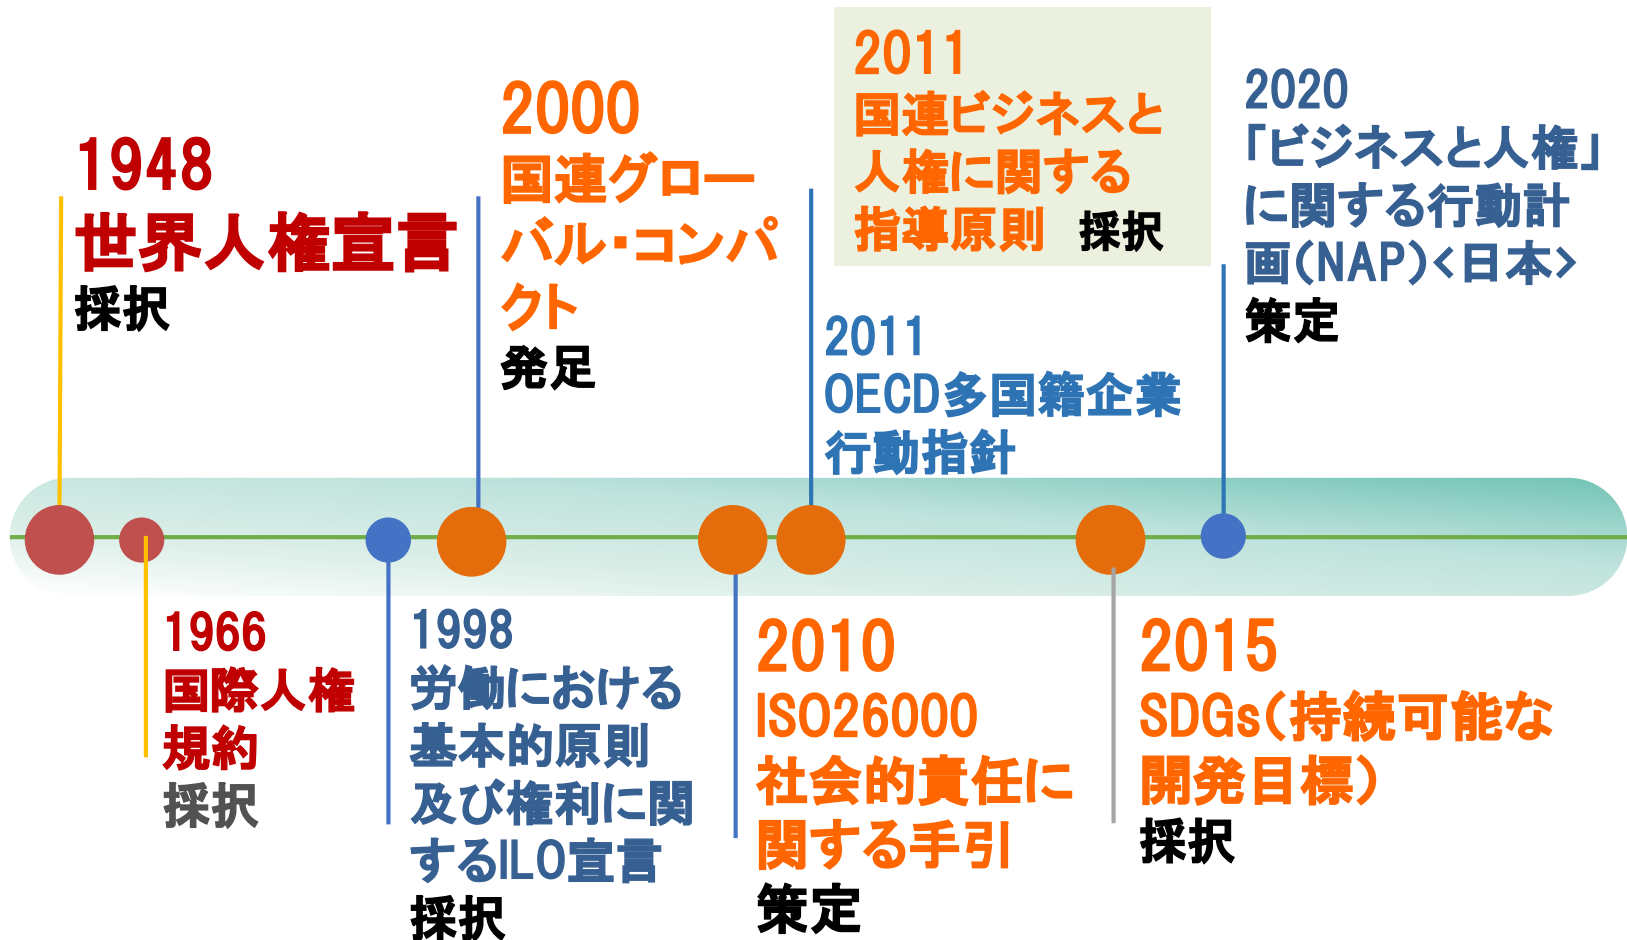 1948
世界人権宣言
採択
1966
国際人権
規約
採択
1998
労働における
基本的原則
及び権利に関
するILO宣言
採択
2000
国連グロー
バル・コンパ
クト
発足
2010
ISO26000
社会的責任に
関する手引
策定
2011
国連ビジネスと
人権に関する
指導原則 採択
2011
OECD多国籍企業
行動指針
2015
SDGs(持続可能な
開発目標)
採択
2020
「ビジネスと人権」
に関する行動計
画(NAP)<日本>
策定